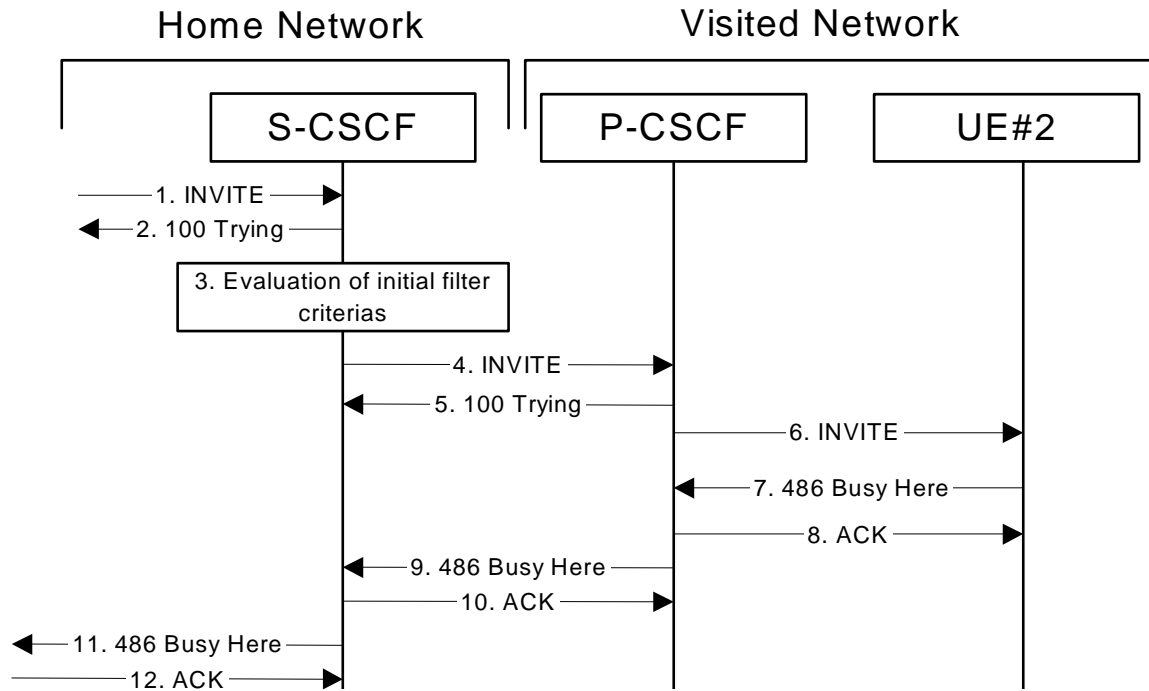 Home Network
Visited Network
S-CSCF
P-CSCF
UE#2
1. INVITE
2. 100 Trying
3. Evaluation of initial filter
criterias
4. INVITE
5. 100 Trying
6. INVITE
7. 486 Busy Here
8. ACK
9. 486 Busy Here
10. ACK
11. 486 Busy Here
12. ACK